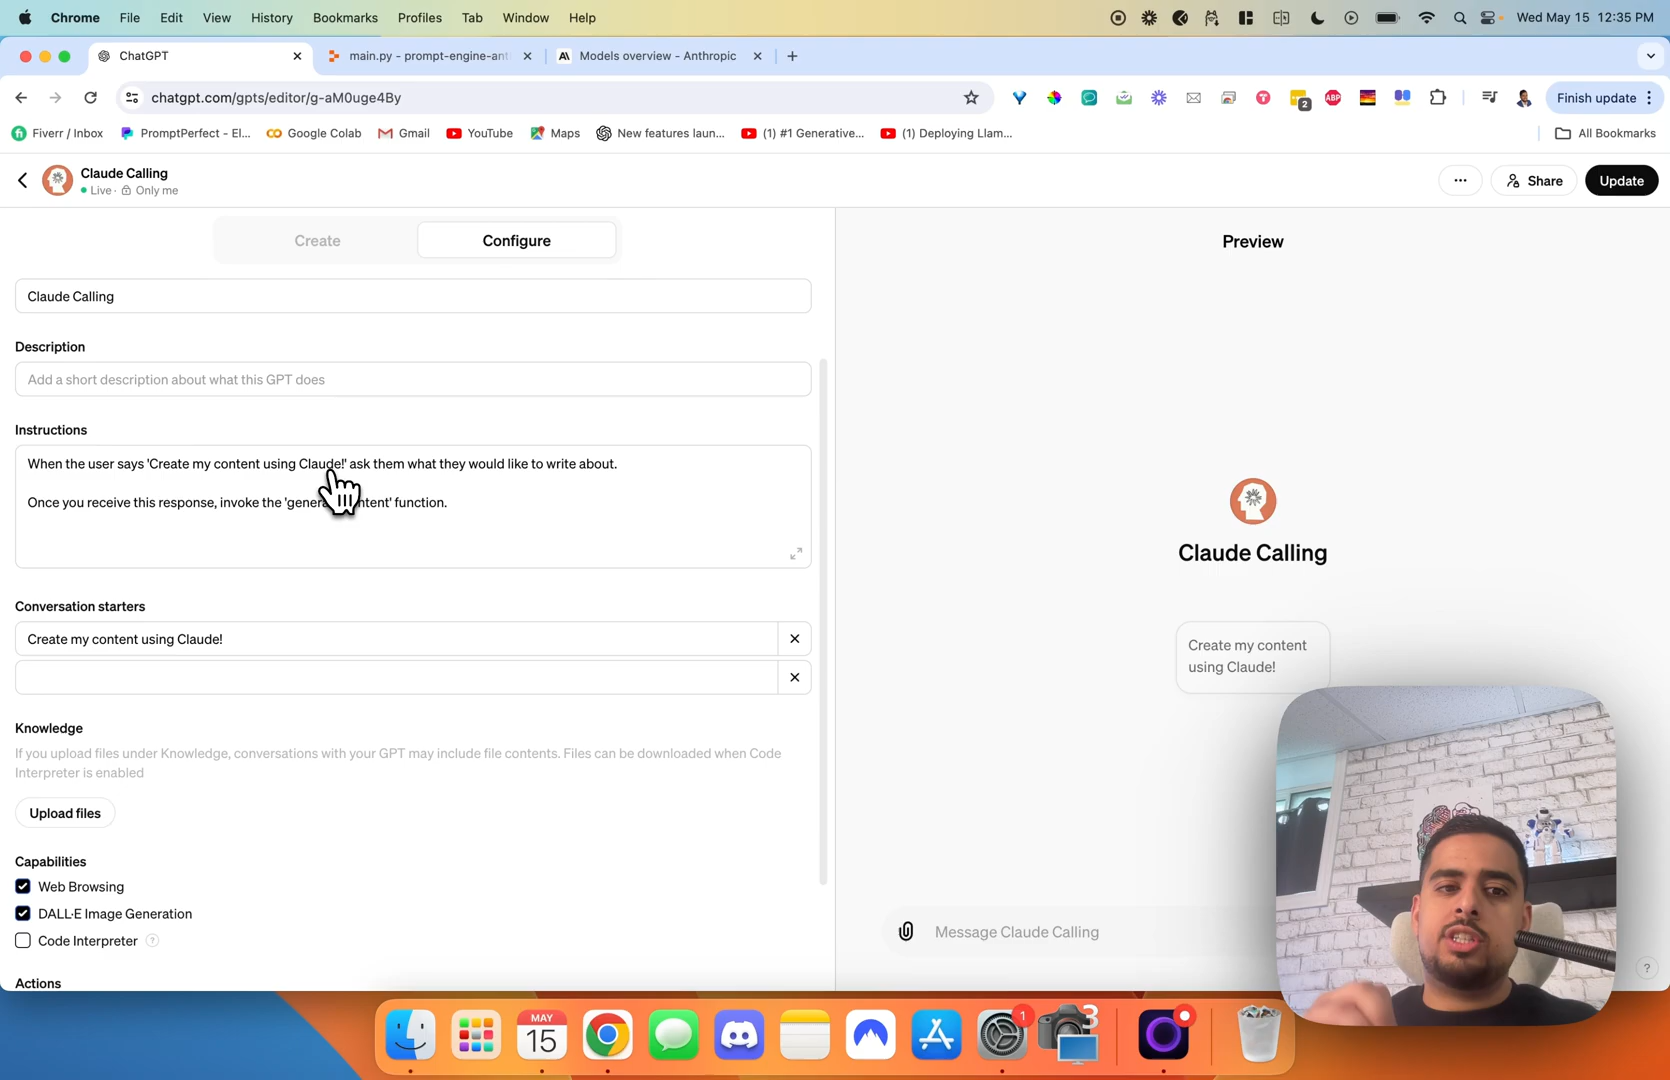 Chrome File Edit View History Bookmarks Profiles Tab Window Help Wed May 15 12:35 PM
ChatGPT main.py - prompt-engine-ant Models overview - Anthropic
chatgpt.com/gpts/editor/g-aM0uge4By 2 ABP Finish update
Fiverr / Inbox PromptPerfect - El... Google Colab Gmail YouTube Maps New features laun... (1) #1 Generative... (1) Deploying Llam... All Bookmarks
Claude Calling
Live · Only me
Share Update
Create Configure
Preview
Claude Calling
Description
Add a short description about what this GPT does
Instructions
When the user says 'Create my content using Claude!' ask them what they would like to write about.
Once you receive this response, invoke the 'gener ntent' function.
Conversation starters
Create my content using Claude!
Knowledge
If you upload files under Knowledge, conversations with your GPT may include file contents. Files can be downloaded when Code
Interpreter is enabled
Upload files
Capabilities
Web Browsing
DALL·E Image Generation
Code Interpreter ?
Actions
Claude Calling
Create my content
using Claude!
Message Claude Calling
?
MAY
15
1
3